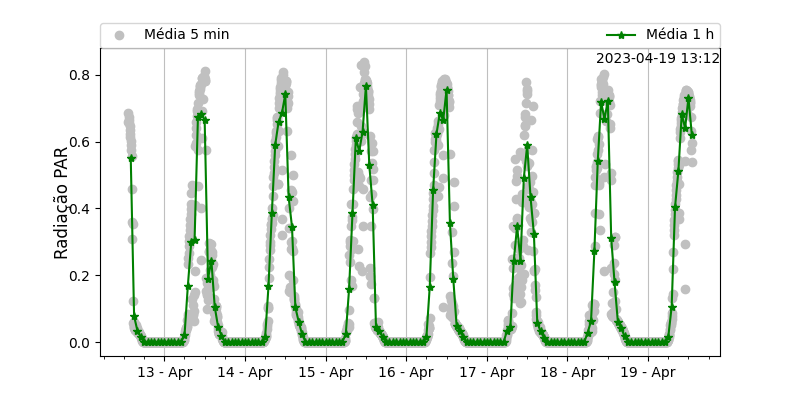 Média 5 min
Média 1 h
2023-04-19 13:12
Radiação PAR
0.8
0.6
0.4
0.2
0.0
13 - Apr
14 - Apr
15 - Apr
16 - Apr
17 - Apr
18 - Apr
19 - Apr